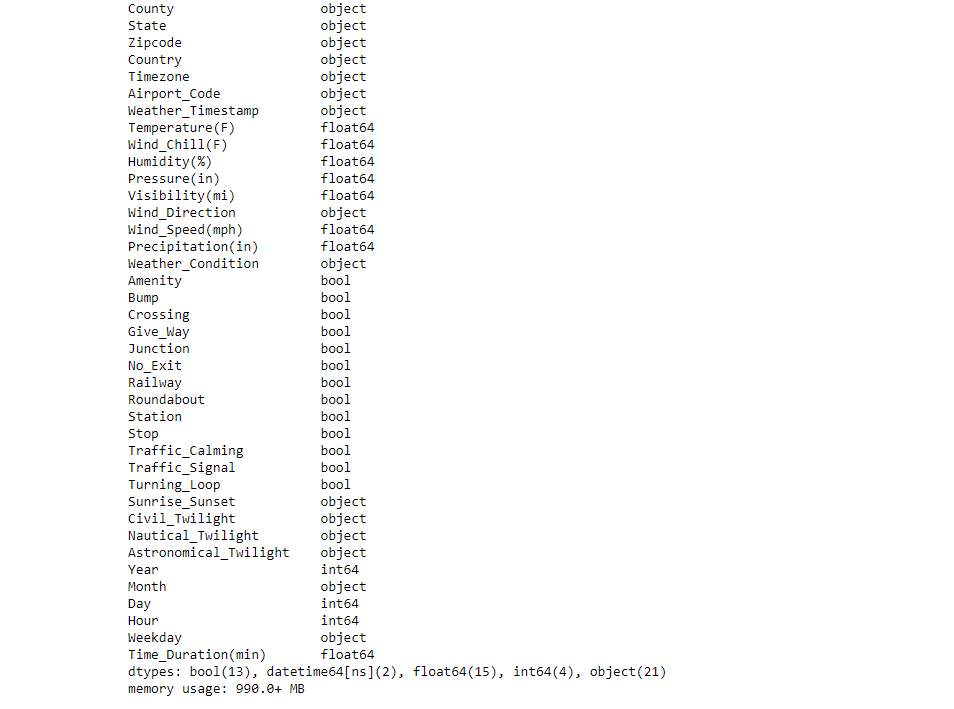 County object
State object
Zipcode object
Country object
Timezone object
Airport_Code object
Weather_Timestamp object
Temperature(F) float64
Wind_Chill(F) float64
Humidity(%) float64
Pressure(in) float64
Visibility(mi) float64
Wind_Direction object
Wind_Speed(mph) float64
Precipitation(in) float64
Weather_Condition object
Amenity bool
Bump bool
Crossing bool
Give_Way bool
Junction bool
No_Exit bool
Railway bool
Roundabout bool
Station bool
Stop bool
Traffic_Calming bool
Traffic_Signal bool
Turning_Loop bool
Sunrise_Sunset object
Civil_Twilight object
Nautical_Twilight object
Astronomical_Twilight object
Year int64
Month object
Day int64
Hour int64
Weekday object
Time_Duration(min) float64
dtypes: bool(13), datetime64[ns](2), float64(15), int64(4), object(21)
memory usage: 990.0+ MB